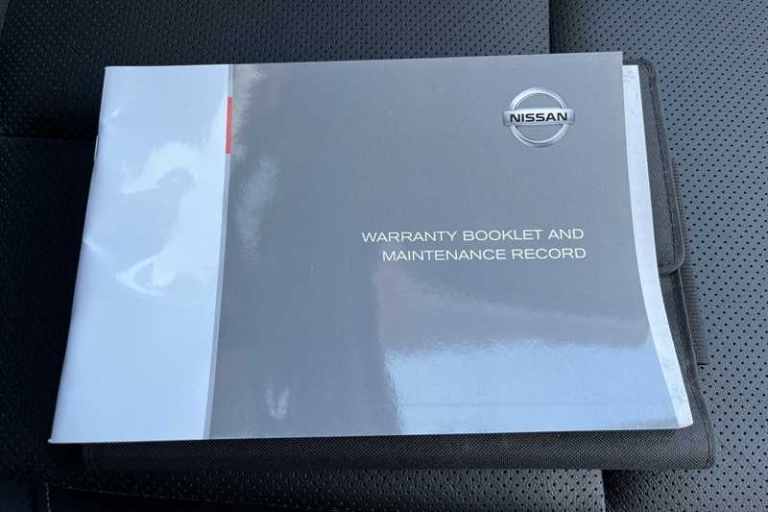 NISSAN
WARRANTY BOOKLET AND
MAINTENANCE RECORD